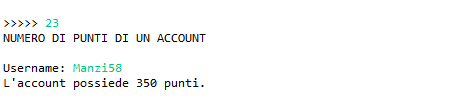 >>>>> 23
NUMERO DI PUNTI DI UN ACCOUNT
Username: Manzi58
L'account possiede 350 punti.